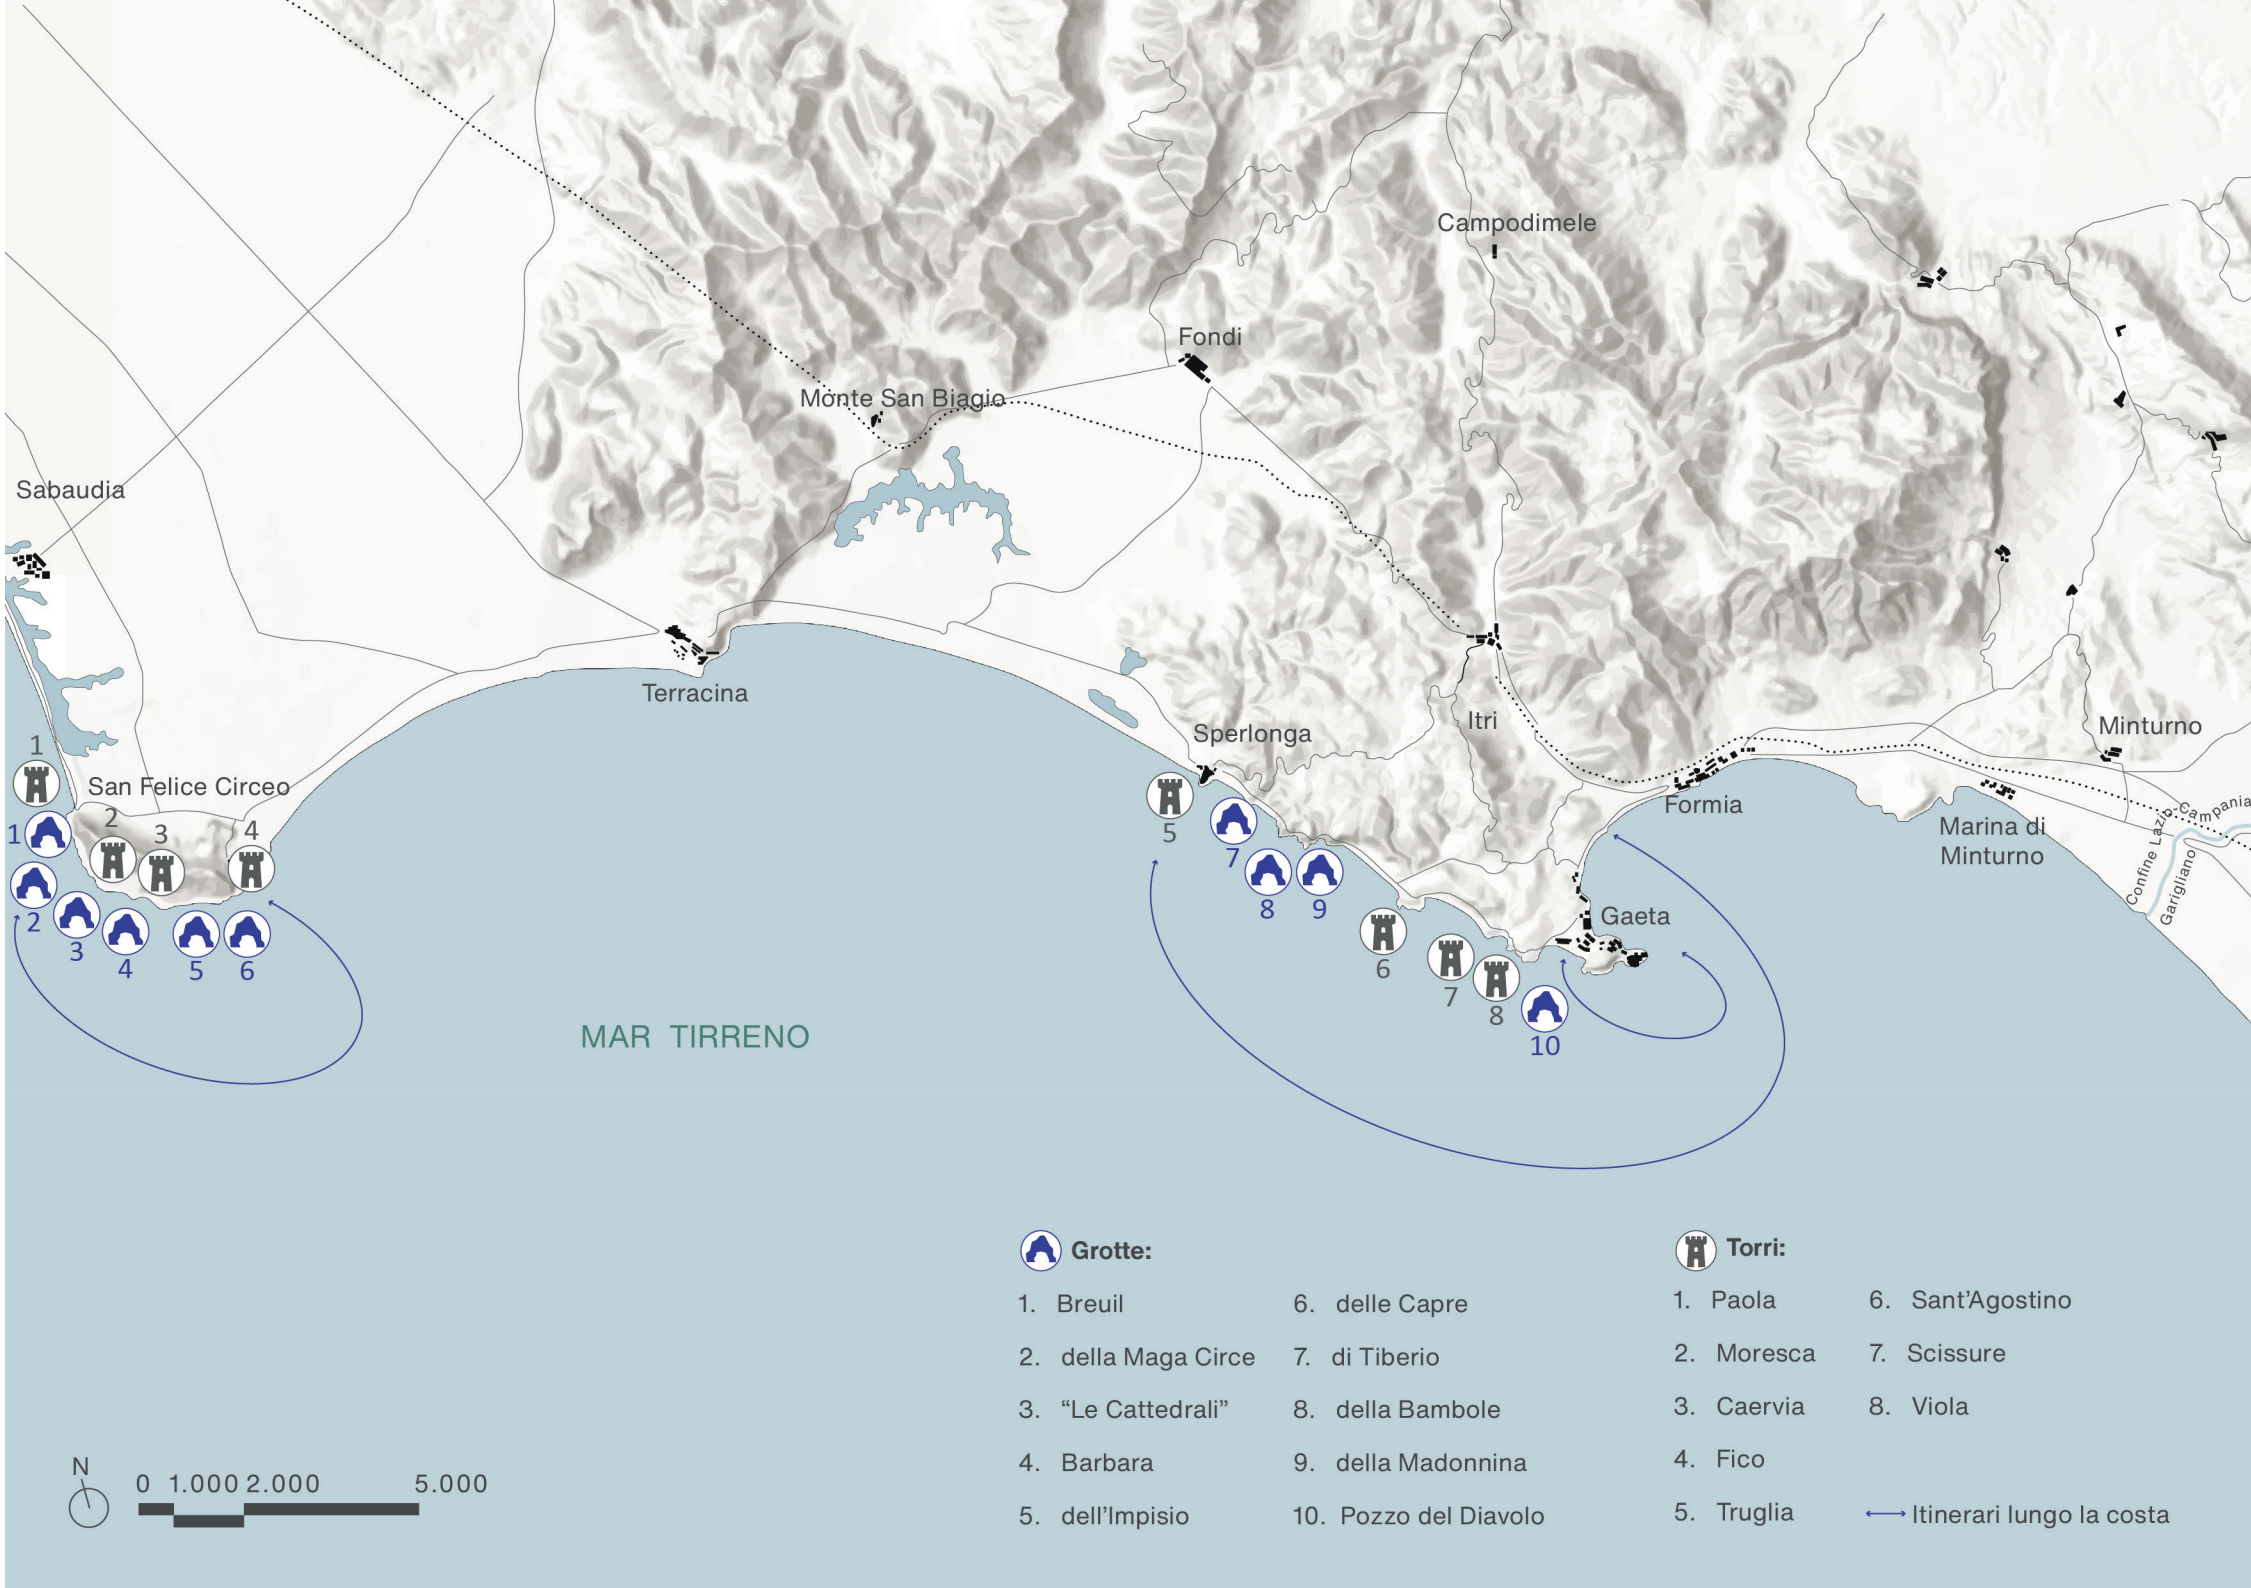 Campodimele
Fondi
Monte San Biagio
Sabaudia
Terracina
Sperlonga
Itri
Minturno
1
San Felice Circeo
Formia
Confine Lazio-Campania
Garigliano
Marina di
Minturno
2
3
4
1
5
7
2
3
4
5
6
8
9
Gaeta
6
7
8
10
MAR TIRRENO
Grotte:
1. Breuil
2. della Maga Circe
3. “Le Cattedrali”
4. Barbara
5. dell’Impisio
6. delle Capre
7. di Tiberio
8. della Bambole
9. della Madonnina
10. Pozzo del Diavolo
Torri:
1. Paola
2. Moresca
3. Caervia
4. Fico
5. Truglia
6. Sant’Agostino
7. Scissure
8. Viola
Itinerari lungo la costa
N
0 1.000 2.000 5.000